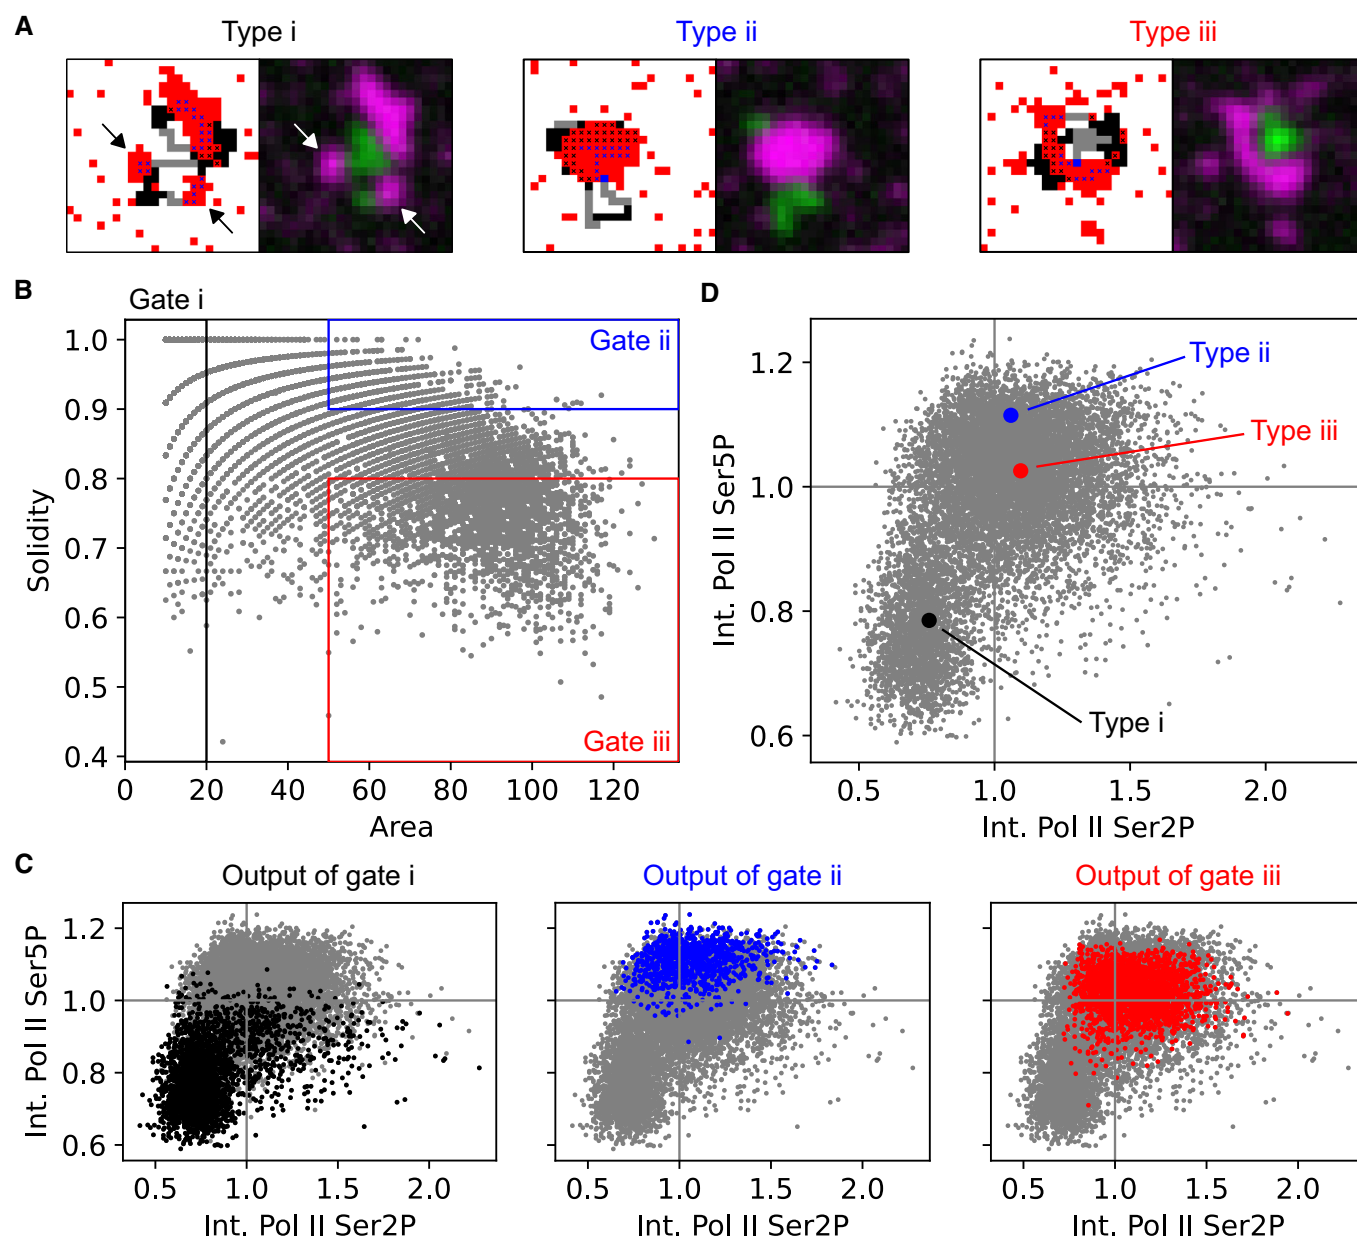 A
Type i
Type ii
Type iii
B
Gate i
Gate ii
Gate iii
1.0
0.9
0.8
0.7
0.6
0.5
0.4
Solidity
0 20 40 60 80 100 120
Area
D
Type ii
Type iii
Type i
1.2
1.0
0.8
0.6
Int. Pol II Ser5P
0.5 1.0 1.5 2.0
Int. Pol II Ser2P
C
Output of gate i
Output of gate ii
Output of gate iii
1.2
1.0
0.8
0.6
Int. Pol II Ser5P
0.5 1.0 1.5 2.0
0.5 1.0 1.5 2.0
0.5 1.0 1.5 2.0
Int. Pol II Ser2P
Int. Pol II Ser2P
Int. Pol II Ser2P